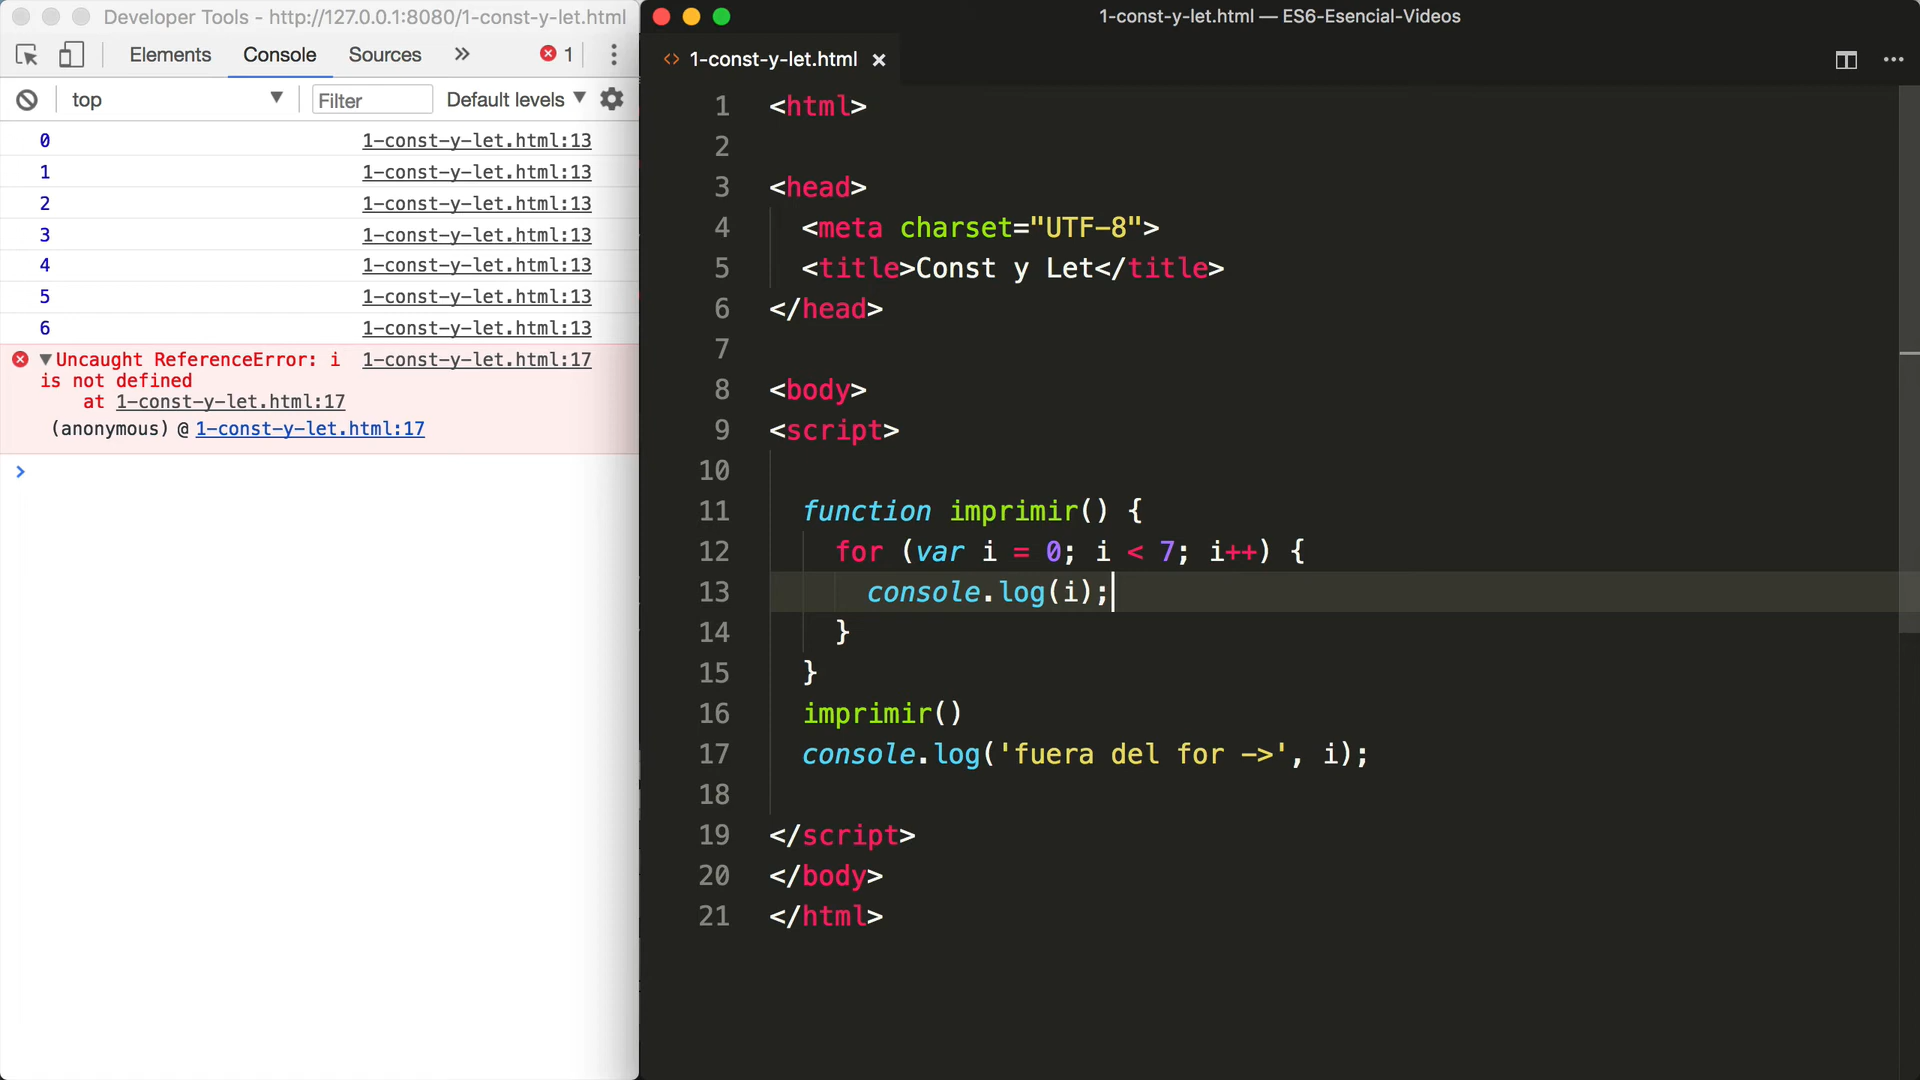 Developer Tools - http://127.0.0.1:8080/1-const-y-let.html
Elements Console Sources » 1
top Filter Default levels
0 1-const-y-let.html:13
1 1-const-y-let.html:13
2 1-const-y-let.html:13
3 1-const-y-let.html:13
4 1-const-y-let.html:13
5 1-const-y-let.html:13
6 1-const-y-let.html:13
Uncaught ReferenceError: i 1-const-y-let.html:17
is not defined
at 1-const-y-let.html:17
(anonymous) @ 1-const-y-let.html:17
>
1-const-y-let.html — ES6-Esencial-Videos
<> 1-const-y-let.html ×
1 <html>
2
3 <head>
4 <meta charset="UTF-8">
5 <title>Const y Let</title>
6 </head>
7
8 <body>
9 <script>
10
11 function imprimir() {
12 for (var i = 0; i < 7; i++) {
13 console.log(i);
14 }
15 }
16 imprimir()
17 console.log('fuera del for ->', i);
18
19 </script>
20 </body>
21 </html>